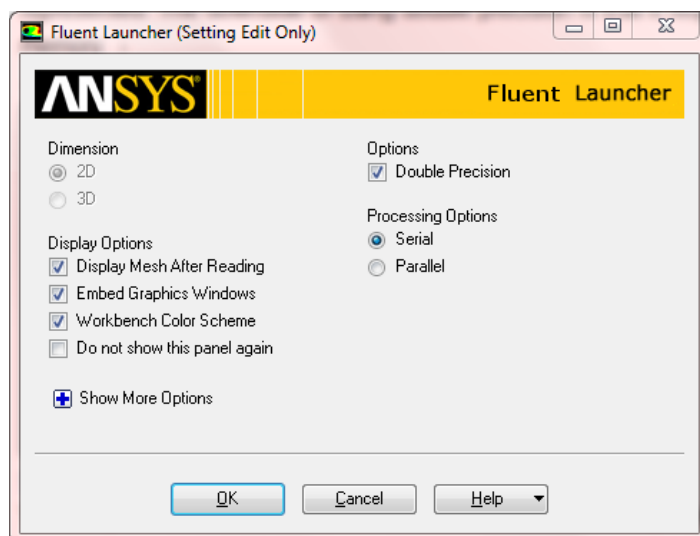 Fluent Launcher (Setting Edit Only)
ANSYS®
Fluent Launcher
Dimension
2D
3D
Display Options
Display Mesh After Reading
Embed Graphics Windows
Workbench Color Scheme
Do not show this panel again
Show More Options
Options
Double Precision
Processing Options
Serial
Parallel
OK
Cancel
Help